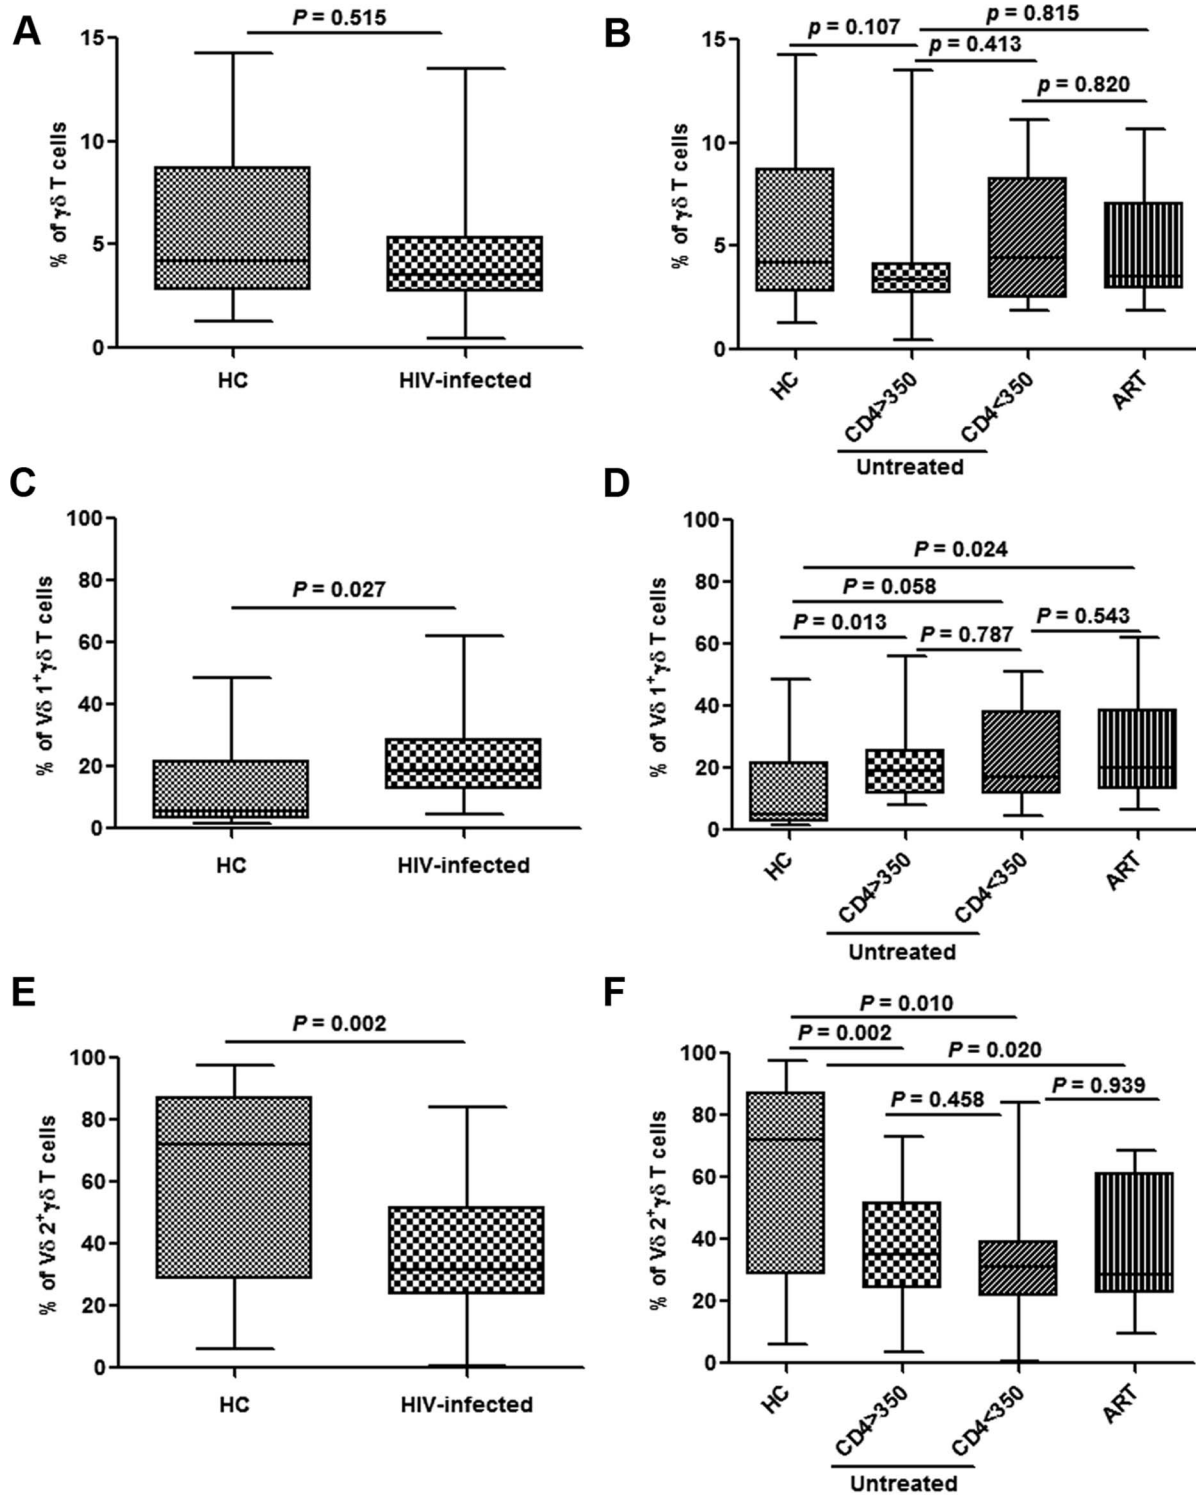 A
P = 0.515
% of γδ T cells
15
10
5
0
HC
HIV-infected
B
p = 0.815
p = 0.107
p = 0.413
p = 0.820
% of γδ T cells
15
10
5
0
HC
CD4>350
CD4<350
ART
Untreated
C
P = 0.027
% of Vδ 1⁺γδ T cells
100
80
60
40
20
0
HC
HIV-infected
D
P = 0.024
P = 0.058
P = 0.013
P = 0.787
P = 0.543
% of Vδ 1⁺γδ T cells
100
80
60
40
20
0
HC
CD4>350
CD4<350
ART
Untreated
E
P = 0.002
% of Vδ 2⁺γδ T cells
100
80
60
40
20
0
HC
HIV-infected
F
P = 0.010
P = 0.002
P = 0.020
P = 0.458
P = 0.939
% of Vδ 2⁺γδ T cells
100
80
60
40
20
0
HC
CD4>350
CD4<350
ART
Untreated